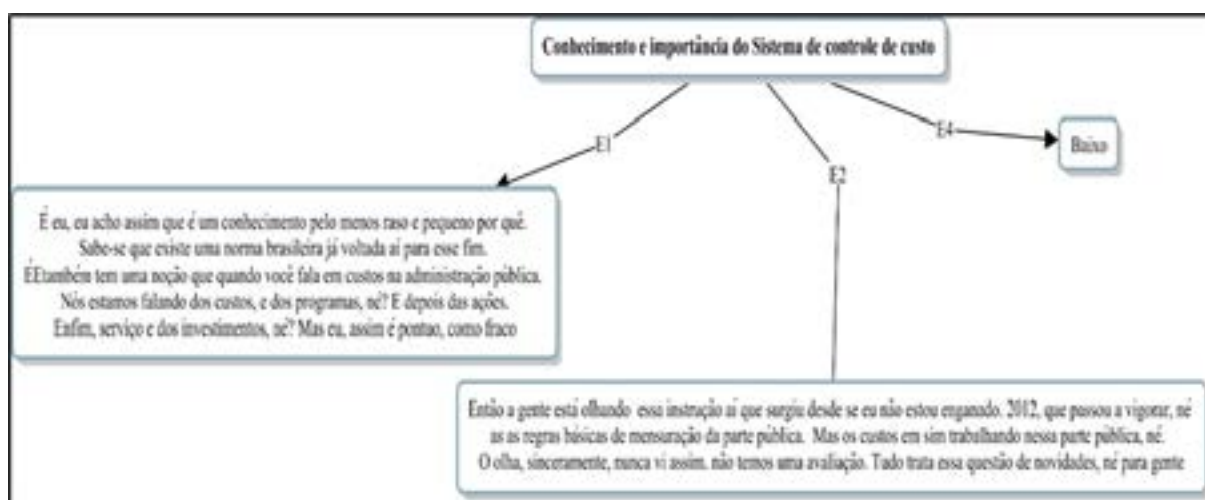 Conhecimento e importância do Sistema de controle de custo
E1
E2
E4
Baixo
É eu, eu acho assim que é um conhecimento pelo menos raso e pequeno por quê.
Sabe-se que existe uma norma brasileira já voltada aí para esse fim.
ÉEtambém tem uma noção que quando você fala em custos na administração pública.
Nós estamos falando dos custos, e dos programas, né? E depois das ações.
Enfim, serviço e dos investimentos, né? Mas eu, assim é pontuo, como fraco
Então a gente está olhando essa instrução aí que surgiu desde se eu não estou enganado. 2012, que passou a vigorar, né
as as regras básicas de mensuração da parte pública. Mas os custos em sim trabalhando nessa parte pública, né.
O olha, sinceramente, nunca vi assim. não temos uma avaliação. Tudo trata essa questão de novidades, né para gente